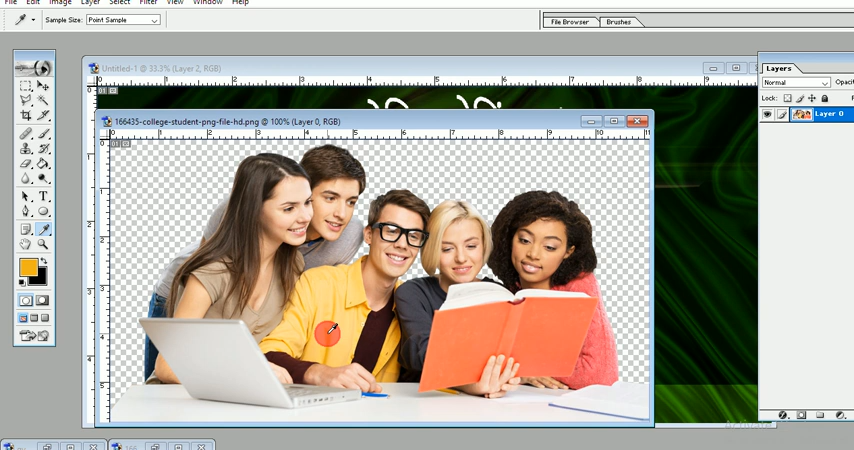 File Edit Image Layer Select Filter View Window Help
Sample Size: Point Sample
File Browser Brushes
Untitled-1 @ 33.3% (Layer 2, RGB)
Layers
Normal
Opaci
Lock:
Layer 0
166435-college-student-png-file-hd.png @ 100% (Layer 0, RGB)
166